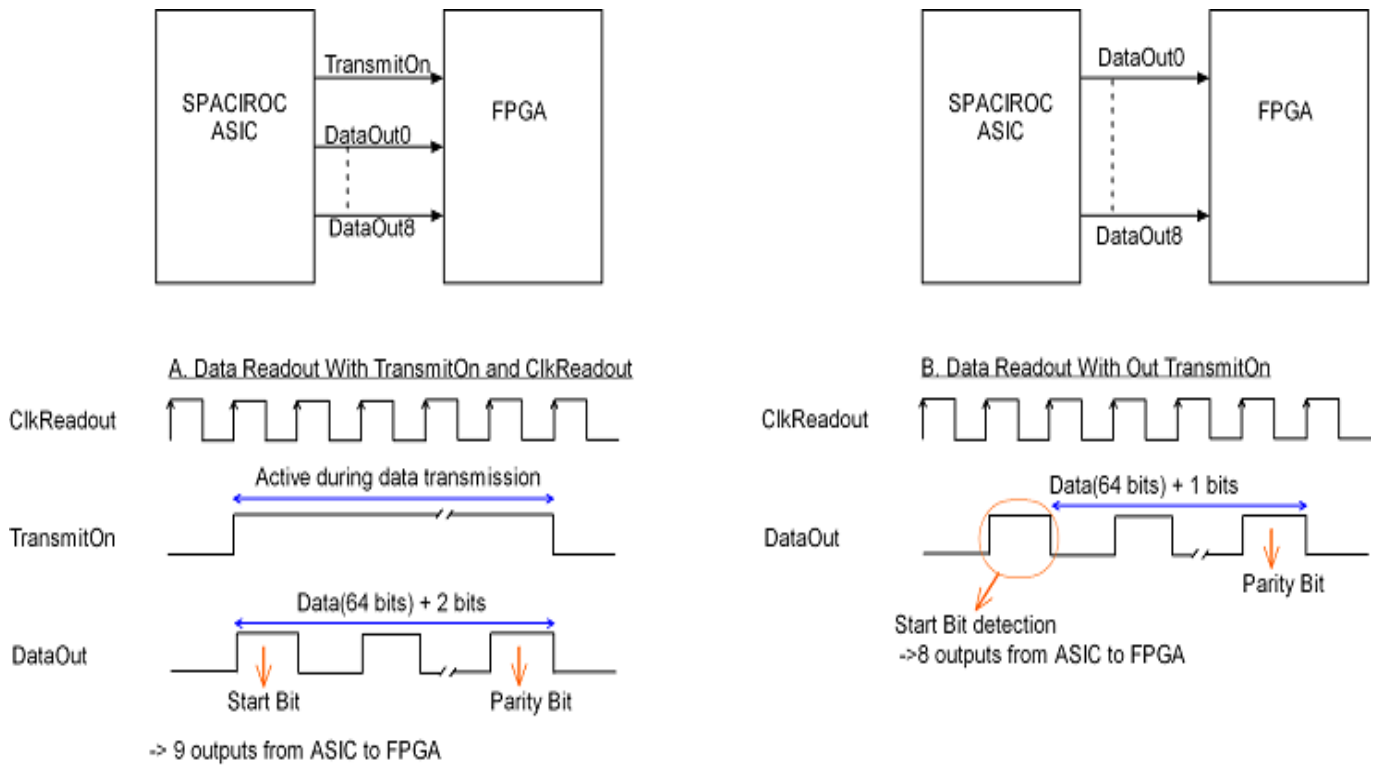 SPACIROC
ASIC
TransmitOn
DataOut0
DataOut8
FPGA
SPACIROC
ASIC
DataOut0
DataOut8
FPGA
A. Data Readout With TransmitOn and ClkReadout
ClkReadout
Active during data transmission
TransmitOn
Data(64 bits) + 2 bits
DataOut
Start Bit
Parity Bit
-> 9 outputs from ASIC to FPGA
B. Data Readout With Out TransmitOn
ClkReadout
Data(64 bits) + 1 bits
DataOut
Parity Bit
Start Bit detection
->8 outputs from ASIC to FPGA